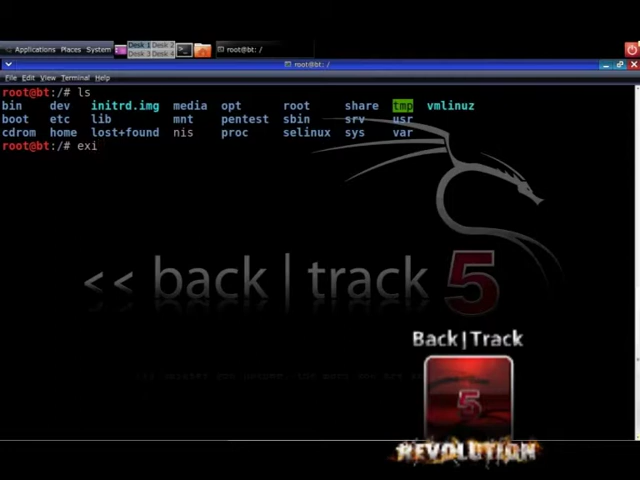 Applications Places System Desk 1 Desk 2 root@bt: /
Desk 3 Desk 4
root@bt: /
File Edit View Terminal Help
root@bt:/# ls
bin dev initrd.img media opt root share tmp vmlinuz
boot etc lib mnt pentest sbin srv usr
cdrom home lost+found nis proc selinux sys var
root@bt:/# exi
<< back | track 5
Back|Track
5
REVOLUTION